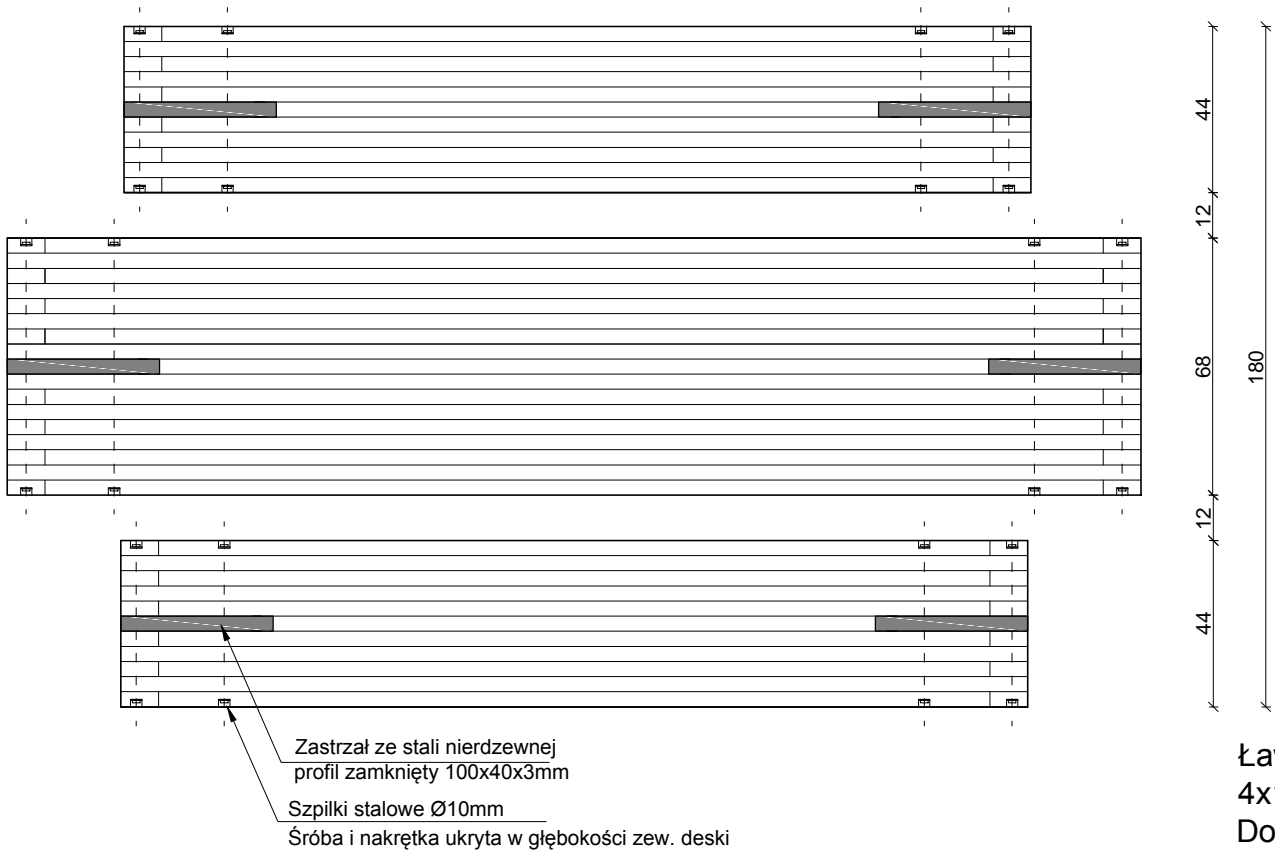 44
12
68
180
12
44
Zastrzał ze stali nierdzewnej
profil zamknięty 100x40x3mm
Szpilki stalowe Ø10mm
Śróba i nakrętka ukryta w głębokości zew. deski